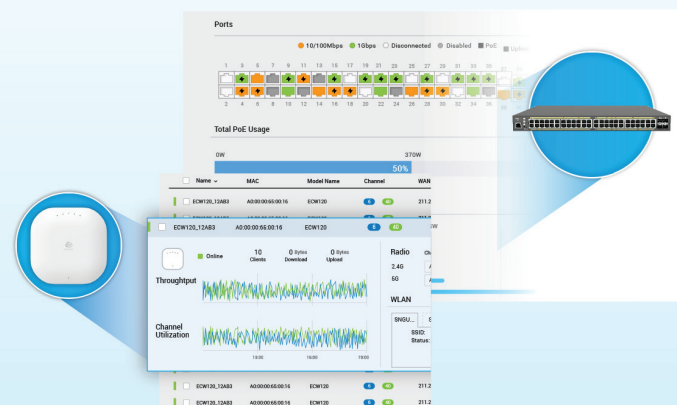 Ports
10/100Mbps 1Gbps Disconnected Disabled PoE
1 3 5 7 9 11 13 15 17 19 21 23 25 27 29 31 33 35
2 4 6 8 10 12 14 16 18 20 22 24 26 28 30 32 34 36
Total PoE Usage
0W 370W
50%
Name MAC Model Name Channel WAN
ECW120_12AB3 A0:00:00:65:00:16 ECW120 6 40 211.2
ECW120_12AB3 A0:00:00:65:00:16 ECW120 6 40
Online
10 Clients
0 Bytes Download
0 Bytes Upload
Throughtput
Channel Utilization
13:00 16:00 19:00
Radio
2.4G
5G
WLAN
SNGU...
SSID:
Status:
ECW120_12AB3 A0:00:00:65:00:16 ECW120 6 40 211.2
ECW120_12AB3 A0:00:00:65:00:16 ECW120 6 40 211.2